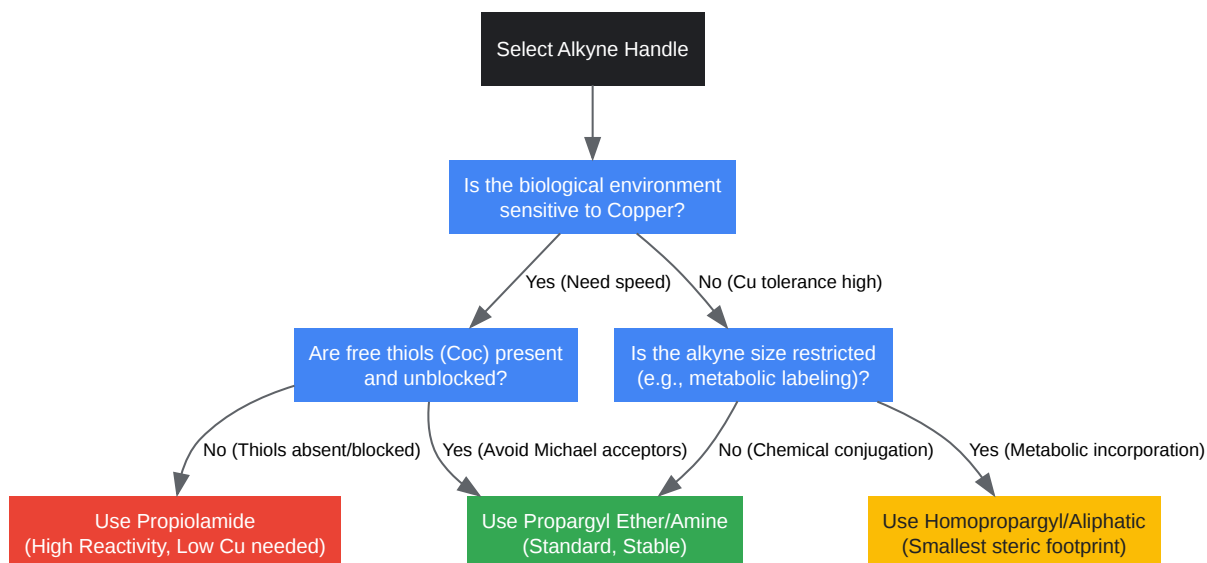 Select Alkyne Handle
Is the biological environment
sensitive to Copper?
Yes (Need speed)
No (Cu tolerance high)
Are free thiols (Coc) present
and unblocked?
Is the alkyne size restricted
(e.g., metabolic labeling)?
No (Thiols absent/blocked)
Yes (Avoid Michael acceptors)
No (Chemical conjugation)
Yes (Metabolic incorporation)
Use Propiolamide
(High Reactivity, Low Cu needed)
Use Propargyl Ether/Amine
(Standard, Stable)
Use Homopropargyl/Aliphatic
(Smallest steric footprint)